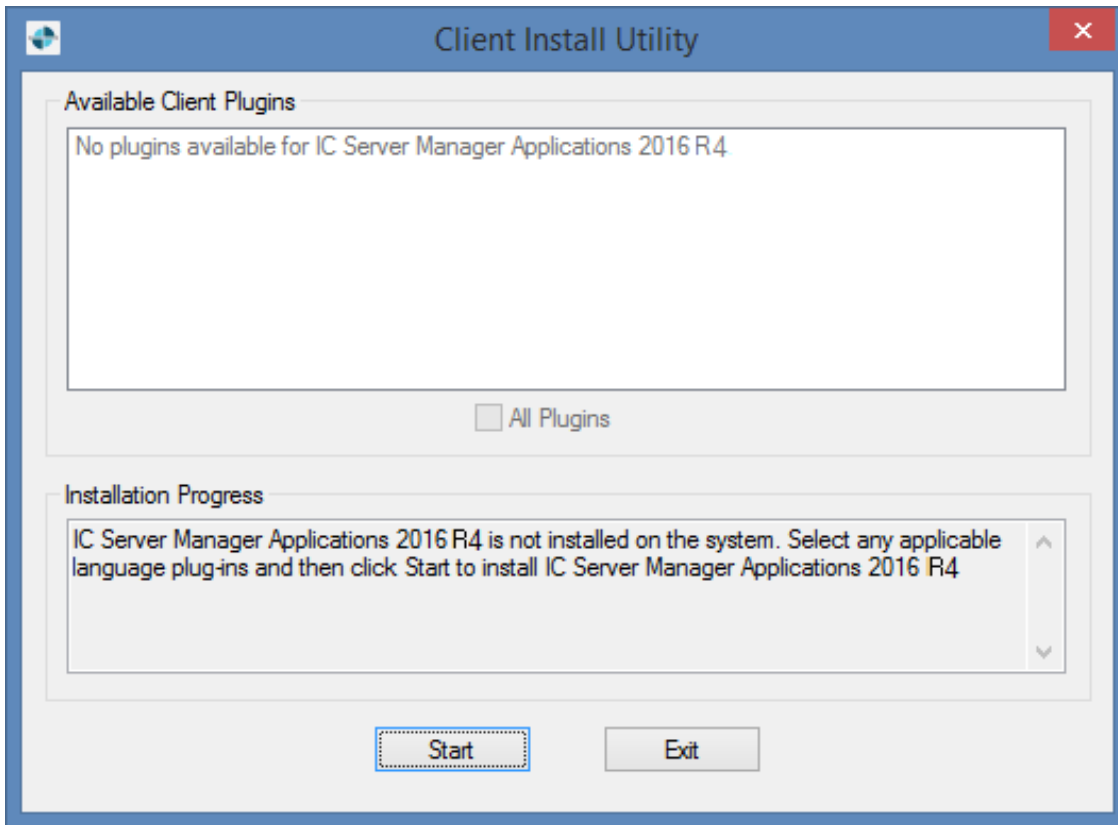 Client Install Utility
Available Client Plugins
No plugins available for IC Server Manager Applications 2016 R4
All Plugins
Installation Progress
IC Server Manager Applications 2016 R4 is not installed on the system. Select any applicable
language plug-ins and then click Start to install IC Server Manager Applications 2016 R4
Start
Exit